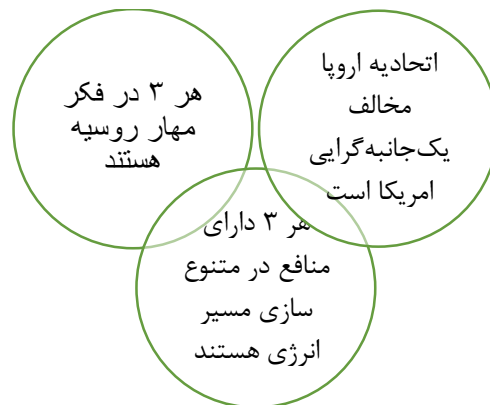 اتحادیه اروپا
مخالف
یک‌جانبه‌گرایی
امریکا است
هر ۳ در فکر
مهار روسیه
هستند
هر ۳ دارای
منافع در متنوع
سازی مسیر
انرژی هستند